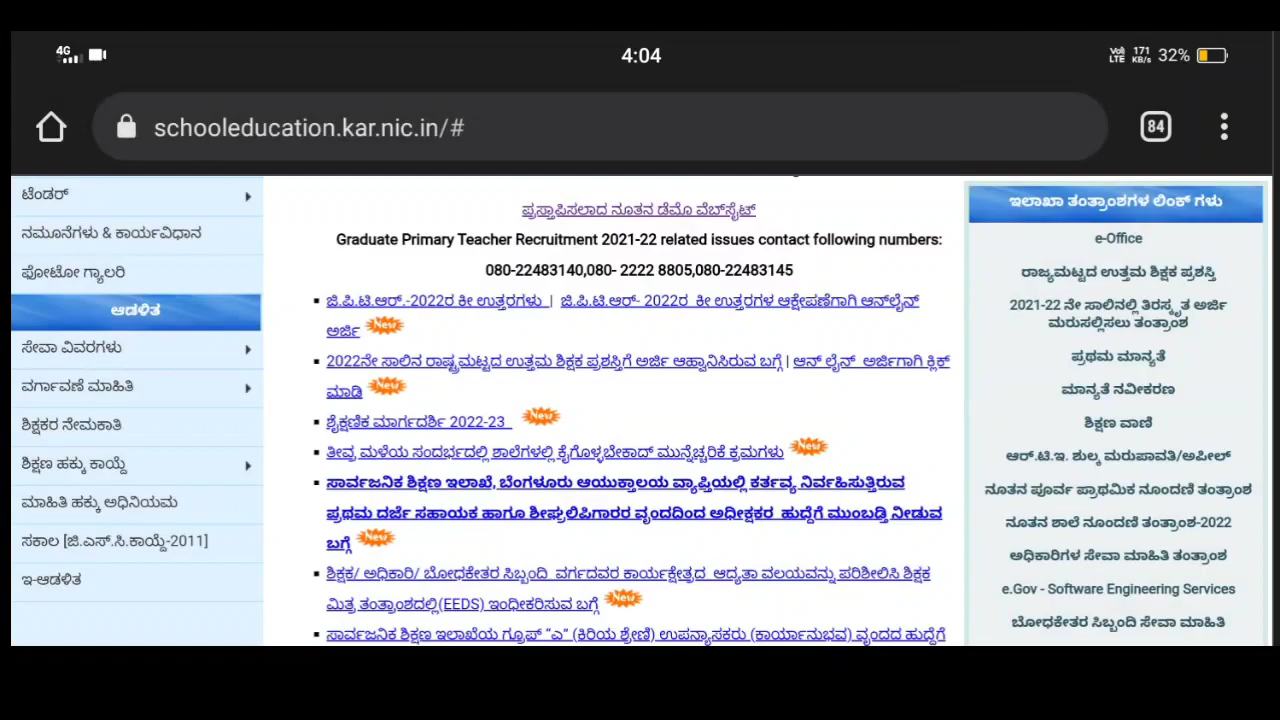 4G
4:04
Vol LTE 171 KB/s 32%
schooleducation.kar.nic.in/#
84
ಟೆಂಡರ್
ನಮೂನೆಗಳು & ಕಾರ್ಯವಿಧಾನ
ಫೋಟೋ ಗ್ಯಾಲರಿ
ಆಡಳಿತ
ಸೇವಾ ವಿವರಗಳು
ವರ್ಗಾವಣೆ ಮಾಹಿತಿ
ಶಿಕ್ಷಕರ ನೇಮಕಾತಿ
ಶಿಕ್ಷಣ ಹಕ್ಕು ಕಾಯ್ದೆ
ಮಾಹಿತಿ ಹಕ್ಕು ಅಧಿನಿಯಮ
ಸಕಾಲ [ಜಿ.ಎಸ್.ಸಿ.ಕಾಯ್ದೆ-2011]
ಇ-ಆಡಳಿತ
ಪ್ರಸ್ತಾಪಿಸಲಾದ ನೂತನ ಡೆಮೊ ವೆಬ್‌ಸೈಟ್
Graduate Primary Teacher Recruitment 2021-22 related issues contact following numbers:
080-22483140,080- 2222 8805,080-22483145
ಜಿ.ಪಿ.ಟಿ.ಆರ್.-2022ರ ಕೀ ಉತ್ತರಗಳು | ಜಿ.ಪಿ.ಟಿ.ಆರ್- 2022ರ ಕೀ ಉತ್ತರಗಳ ಆಕ್ಷೇಪಣೆಗಾಗಿ ಆನ್‌ಲೈನ್
ಅರ್ಜಿ New
2022ನೇ ಸಾಲಿನ ರಾಷ್ಟ್ರಮಟ್ಟದ ಉತ್ತಮ ಶಿಕ್ಷಕ ಪ್ರಶಸ್ತಿಗೆ ಅರ್ಜಿ ಆಹ್ವಾನಿಸಿರುವ ಬಗ್ಗೆ | ಆನ್ ಲೈನ್ ಅರ್ಜಿಗಾಗಿ ಕ್ಲಿಕ್
ಮಾಡಿ New
ಶೈಕ್ಷಣಿಕ ಮಾರ್ಗದರ್ಶಿ 2022-23 New
ತೀವ್ರ ಮಳೆಯ ಸಂದರ್ಭದಲ್ಲಿ ಶಾಲೆಗಳಲ್ಲಿ ಕೈಗೊಳ್ಳಬೇಕಾದ್ ಮುನ್ನೆಚ್ಚರಿಕೆ ಕ್ರಮಗಳು New
ಸಾರ್ವಜನಿಕ ಶಿಕ್ಷಣ ಇಲಾಖೆ, ಬೆಂಗಳೂರು ಆಯುಕ್ತಾಲಯ ವ್ಯಾಪ್ತಿಯಲ್ಲಿ ಕರ್ತವ್ಯ ನಿರ್ವಹಿಸುತ್ತಿರುವ
ಪ್ರಥಮ ದರ್ಜೆ ಸಹಾಯಕ ಹಾಗೂ ಶೀಘ್ರಲಿಪಿಗಾರರ ವೃಂದದಿಂದ ಅಧೀಕ್ಷಕರ ಹುದ್ದೆಗೆ ಮುಂಬಡ್ತಿ ನೀಡುವ
ಬಗ್ಗೆ New
ಶಿಕ್ಷಕ/ ಅಧಿಕಾರಿ/ ಬೋಧಕೇತರ ಸಿಬ್ಬಂದಿ ವರ್ಗದವರ ಕಾರ್ಯಕ್ಷೇತ್ರದ ಆದ್ಯತಾ ವಲಯವನ್ನು ಪರಿಶೀಲಿಸಿ ಶಿಕ್ಷಕ
ಮಿತ್ರ ತಂತ್ರಾಂಶದಲ್ಲಿ(EEDS) ಇಂದೀಕರಿಸುವ ಬಗ್ಗೆ New
ಸಾರ್ವಜನಿಕ ಶಿಕ್ಷಣ ಇಲಾಖೆಯ ಗ್ರೂಪ್ "ಎ" (ಕಿರಿಯ ಶ್ರೇಣಿ) ಉಪನ್ಯಾಸಕರು (ಕಾರ್ಯಾನುಭವ) ವೃಂದದ ಹುದ್ದೆಗೆ
ಇಲಾಖಾ ತಂತ್ರಾಂಶಗಳ ಲಿಂಕ್ ಗಳು
e-Office
ರಾಜ್ಯಮಟ್ಟದ ಉತ್ತಮ ಶಿಕ್ಷಕ ಪ್ರಶಸ್ತಿ
2021-22 ನೇ ಸಾಲಿನಲ್ಲಿ ತಿರಸ್ಕೃತ ಅರ್ಜಿ
ಮರುಸಲ್ಲಿಸಲು ತಂತ್ರಾಂಶ
ಪ್ರಥಮ ಮಾನ್ಯತೆ
ಮಾನ್ಯತೆ ನವೀಕರಣ
ಶಿಕ್ಷಣ ವಾಣಿ
ಆರ್.ಟಿ.ಇ. ಶುಲ್ಕ ಮರುಪಾವತಿ/ಅಪೀಲ್
ನೂತನ ಪೂರ್ವ ಪ್ರಾಥಮಿಕ ನೊಂದಣಿ ತಂತ್ರಾಂಶ
ನೂತನ ಶಾಲೆ ನೊಂದಣಿ ತಂತ್ರಾಂಶ-2022
ಅಧಿಕಾರಿಗಳ ಸೇವಾ ಮಾಹಿತಿ ತಂತ್ರಾಂಶ
e.Gov - Software Engineering Services
ಬೋಧಕೇತರ ಸಿಬ್ಬಂದಿ ಸೇವಾ ಮಾಹಿತಿ